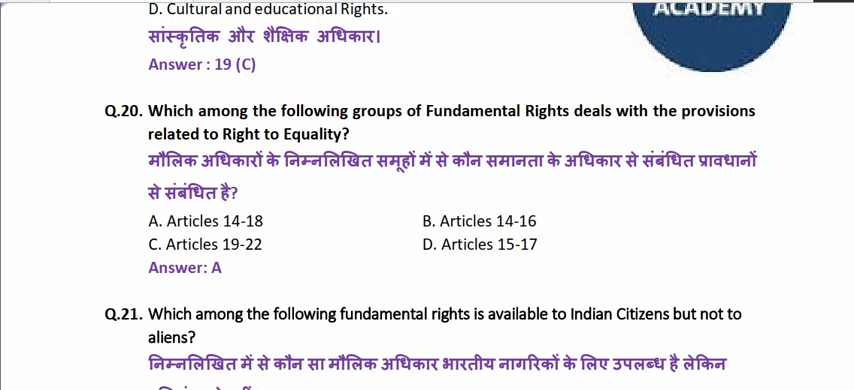 D. Cultural and educational Rights.
सांस्कृतिक और शैक्षिक अधिकार।
Answer : 19 (C)
ACADEMY
Q.20. Which among the following groups of Fundamental Rights deals with the provisions
related to Right to Equality?
मौलिक अधिकारों के निम्नलिखित समूहों में से कौन समानता के अधिकार से संबंधित प्रावधानों
से संबंधित है?
A. Articles 14-18 B. Articles 14-16
C. Articles 19-22 D. Articles 15-17
Answer: A
Q.21. Which among the following fundamental rights is available to Indian Citizens but not to
aliens?
निम्नलिखित में से कौन सा मौलिक अधिकार भारतीय नागरिकों के लिए उपलब्ध है लेकिन